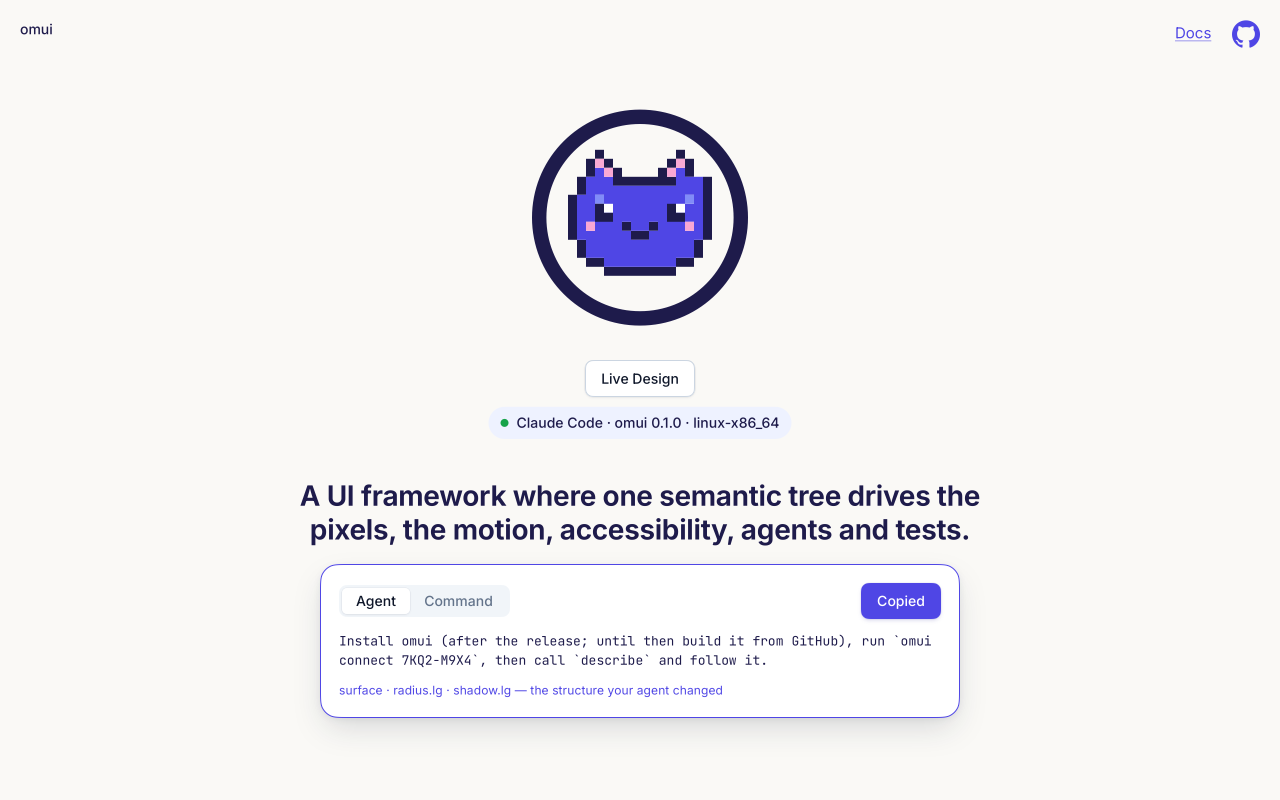 omui
Docs
Live Design
Claude Code · omui 0.1.0 · linux-x86_64
A UI framework where one semantic tree drives the
pixels, the motion, accessibility, agents and tests.
Agent
Command
Copied
Install omui (after the release; until then build it from GitHub), run `omui
connect 7KQ2-M9X4`, then call `describe` and follow it.
surface · radius.lg · shadow.lg — the structure your agent changed